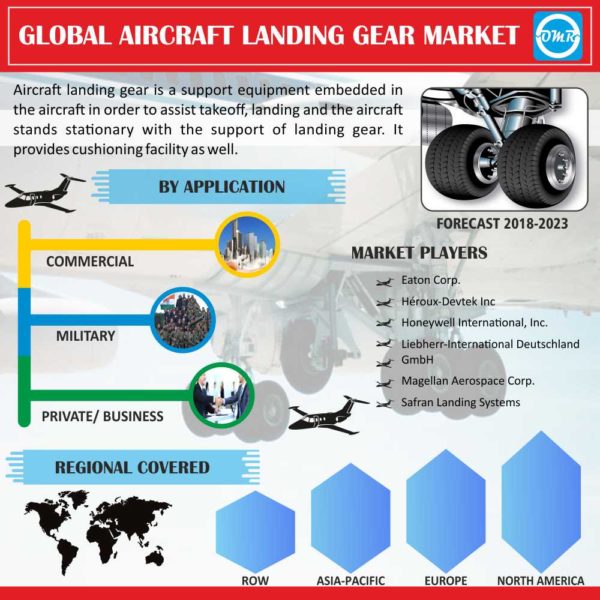 GLOBAL AIRCRAFT LANDING GEAR MARKET
OMR
Aircraft landing gear is a support equipment embedded in
the aircraft in order to assist takeoff, landing and the aircraft
stands stationary with the support of landing gear. It
provides cushioning facility as well.
FORECAST 2018-2023
BY APPLICATION
COMMERCIAL
MILITARY
PRIVATE/ BUSINESS
MARKET PLAYERS
Eaton Corp.
Héroux-Devtek Inc
Honeywell International, Inc.
Liebherr-International Deutschland
GmbH
Magellan Aerospace Corp.
Safran Landing Systems
REGIONAL COVERED
ROW
ASIA-PACIFIC
EUROPE
NORTH AMERICA